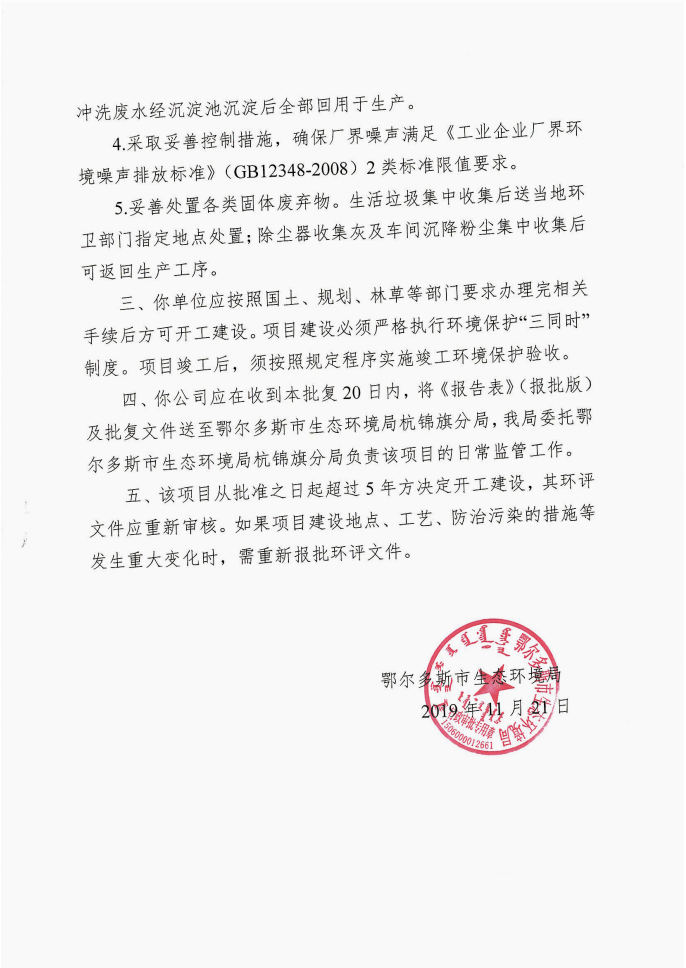 冲洗废水经沉淀池沉淀后全部回用于生产。
4.采取妥善控制措施，确保厂界噪声满足《工业企业厂界环
境噪声排放标准》（GB12348-2008）2 类标准限值要求。
5.妥善处置各类固体废弃物。生活垃圾集中收集后送当地环
卫部门指定地点处置；除尘器收集灰及车间沉降粉尘集中收集后
可返回生产工序。
三、你单位应按照国土、规划、林草等部门要求办理完相关
手续后方可开工建设。项目建设必须严格执行环境保护“三同时”
制度。项目竣工后，须按照规定程序实施竣工环境保护验收。
四、你公司应在收到本批复 20 日内，将《报告表》（报批版）
及批复文件送至鄂尔多斯市生态环境局杭锦旗分局，我局委托鄂
尔多斯市生态环境局杭锦旗分局负责该项目的日常监管工作。
五、该项目从批准之日起超过 5 年方决定开工建设，其环评
文件应重新审核。如果项目建设地点、工艺、防治污染的措施等
发生重大变化时，需重新报批环评文件。
鄂尔多斯市生态环境局
2019 年 11 月 21 日
鄂尔多斯市生态环境局
行政审批专用章
1506000012661